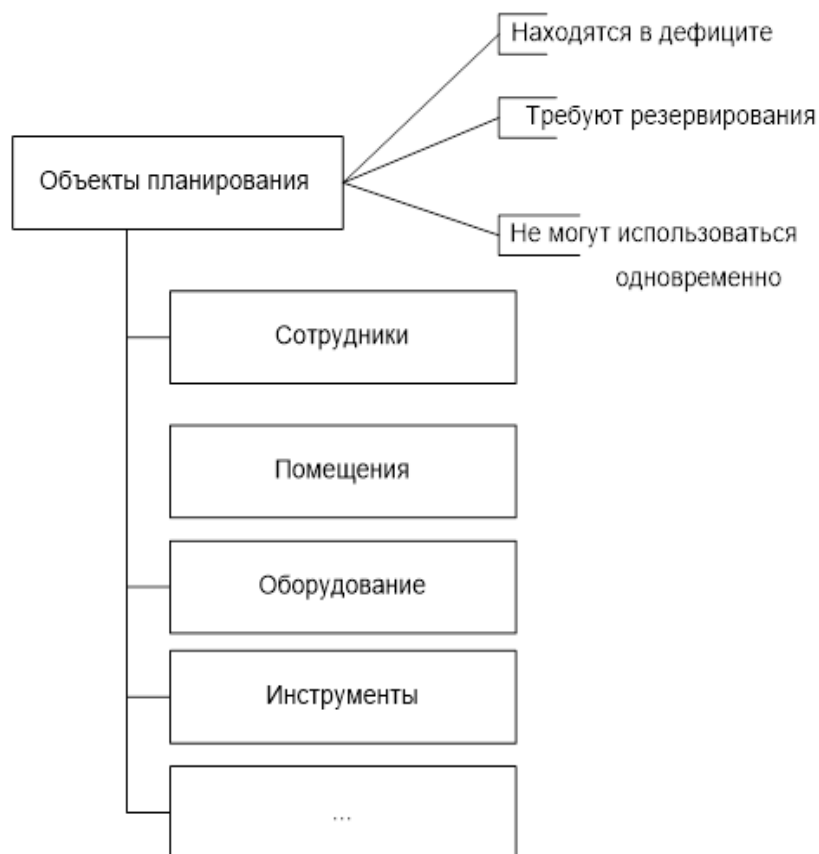 Находятся в дефиците
Требуют резервирования
Объекты планирования
Не могут использоваться
одновременно
Сотрудники
Помещения
Оборудование
Инструменты
...